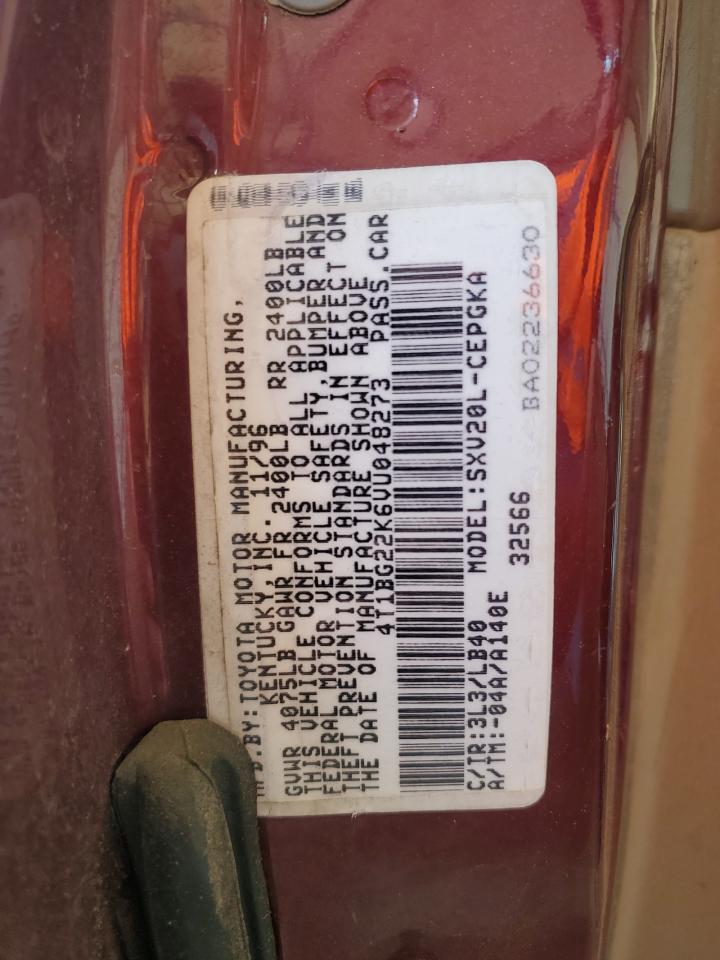 MFD.BY:TOYOTA MOTOR MANUFACTURING,
KENTUCKY,INC. 11/96
GVWR 4075LB GAWR FR 2400LB RR 2400LB
THIS VEHICLE CONFORMS TO ALL APPLICABLE
FEDERAL MOTOR VEHICLE SAFETY,BUMPER AND
THEFT PREVENTION STANDARDS IN EFFECT ON
THE DATE OF MANUFACTURE SHOWN ABOVE
4T1BG22K6VU048273 PASS.CAR
C/TR:3L3/LB40 MODEL:SXV20L-CEPGKA
A/TM:-04A/A140E 32566
BA02236630